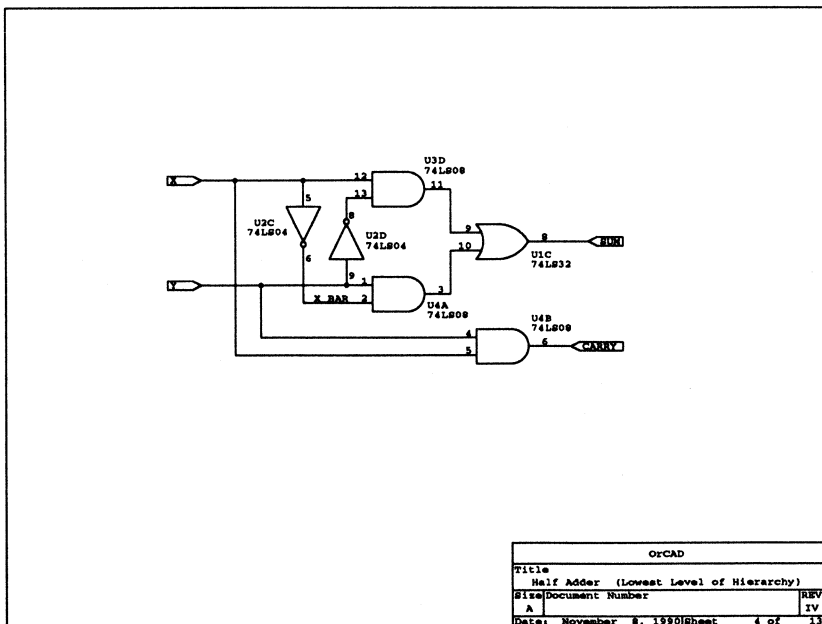 U3D
74LS08
X
12
11
13
5
8
9
U2C
74LS04
U2D
74LS04
8
SUM
10
U1C
74LS32
6
9
Y
1
3
X_BAR
2
U4A
74LS08
U4B
74LS08
4
6
CARRY
5
OrCAD
Title
Half Adder (Lowest Level of Hierarchy)
Size Document Number REV
A IV
Date: November 8, 1990 Sheet 4 of 13